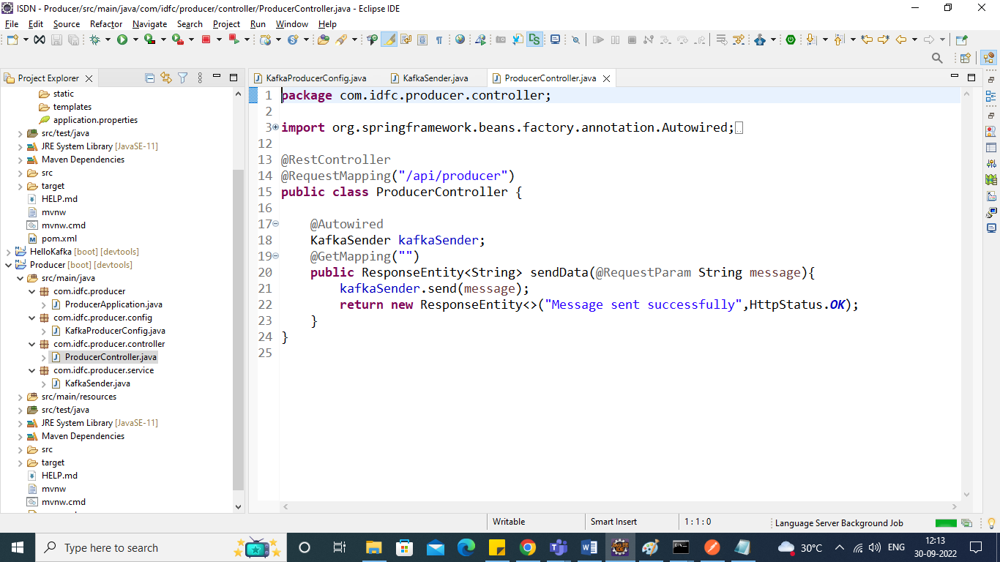 ISDN - Producer/src/main/java/com/idfc/producer/controller/ProducerController.java - Eclipse IDE
File Edit Source Refactor Navigate Search Project Run Window Help
Project Explorer
static
templates
application.properties
src/test/java
JRE System Library [JavaSE-11]
Maven Dependencies
src
target
HELP.md
mvnw
mvnw.cmd
pom.xml
HelloKafka [boot] [devtools]
Producer [boot] [devtools]
src/main/java
com.idfc.producer
ProducerApplication.java
com.idfc.producer.config
KafkaProducerConfig.java
com.idfc.producer.controller
ProducerController.java
com.idfc.producer.service
KafkaSender.java
src/main/resources
src/test/java
JRE System Library [JavaSE-11]
Maven Dependencies
src
target
HELP.md
mvnw
mvnw.cmd
KafkaProducerConfig.java KafkaSender.java ProducerController.java
1 package com.idfc.producer.controller;
2
3 import org.springframework.beans.factory.annotation.Autowired;
12
13 @RestController
14 @RequestMapping("/api/producer")
15 public class ProducerController {
16
17 @Autowired
18 KafkaSender kafkaSender;
19 @GetMapping("")
20 public ResponseEntity<String> sendData(@RequestParam String message){
21 kafkaSender.send(message);
22 return new ResponseEntity<>("Message sent successfully",HttpStatus.OK);
23 }
24 }
25
Writable Smart Insert 1 : 1 : 0 Language Server Background Job
Type here to search
30°C ENG 12:13
30-09-2022